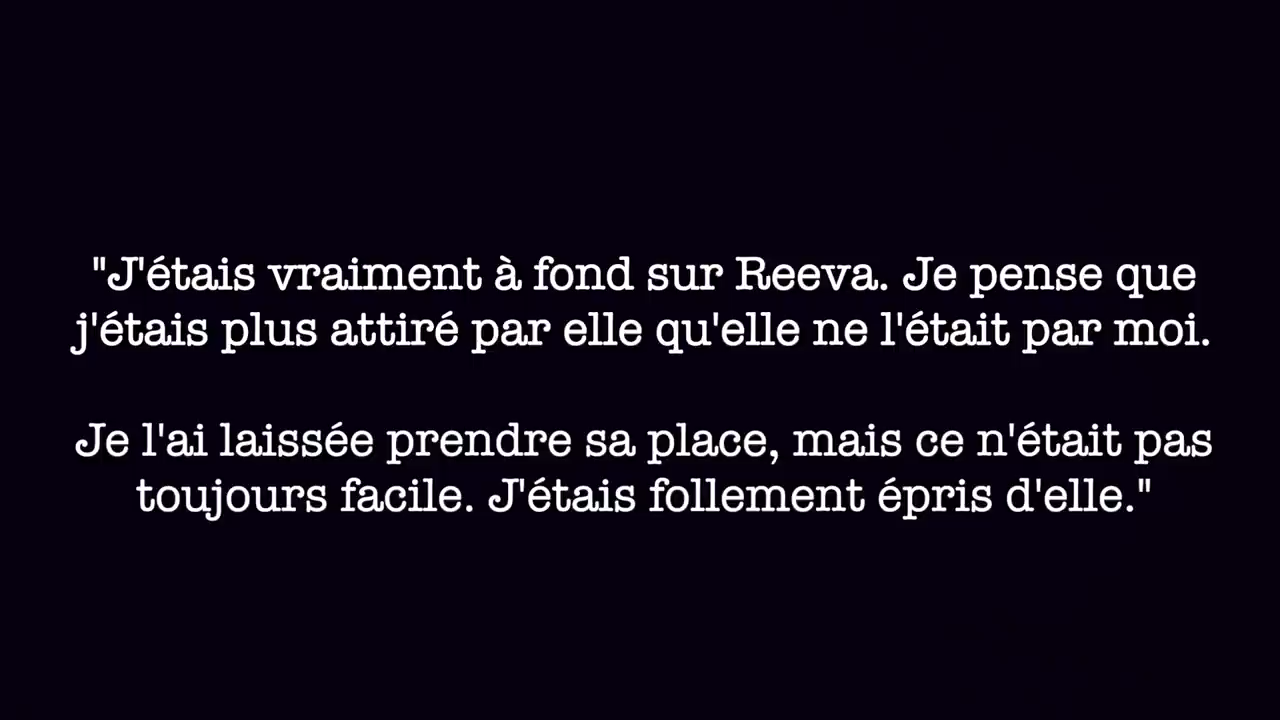 "J'étais vraiment à fond sur Reeva. Je pense que
j'étais plus attiré par elle qu'elle ne l'était par moi.
Je l'ai laissée prendre sa place, mais ce n'était pas
toujours facile. J'étais follement épris d'elle."